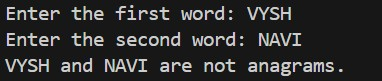 Enter the first word: VYSH
Enter the second word: NAVI
VYSH and NAVI are not anagrams.